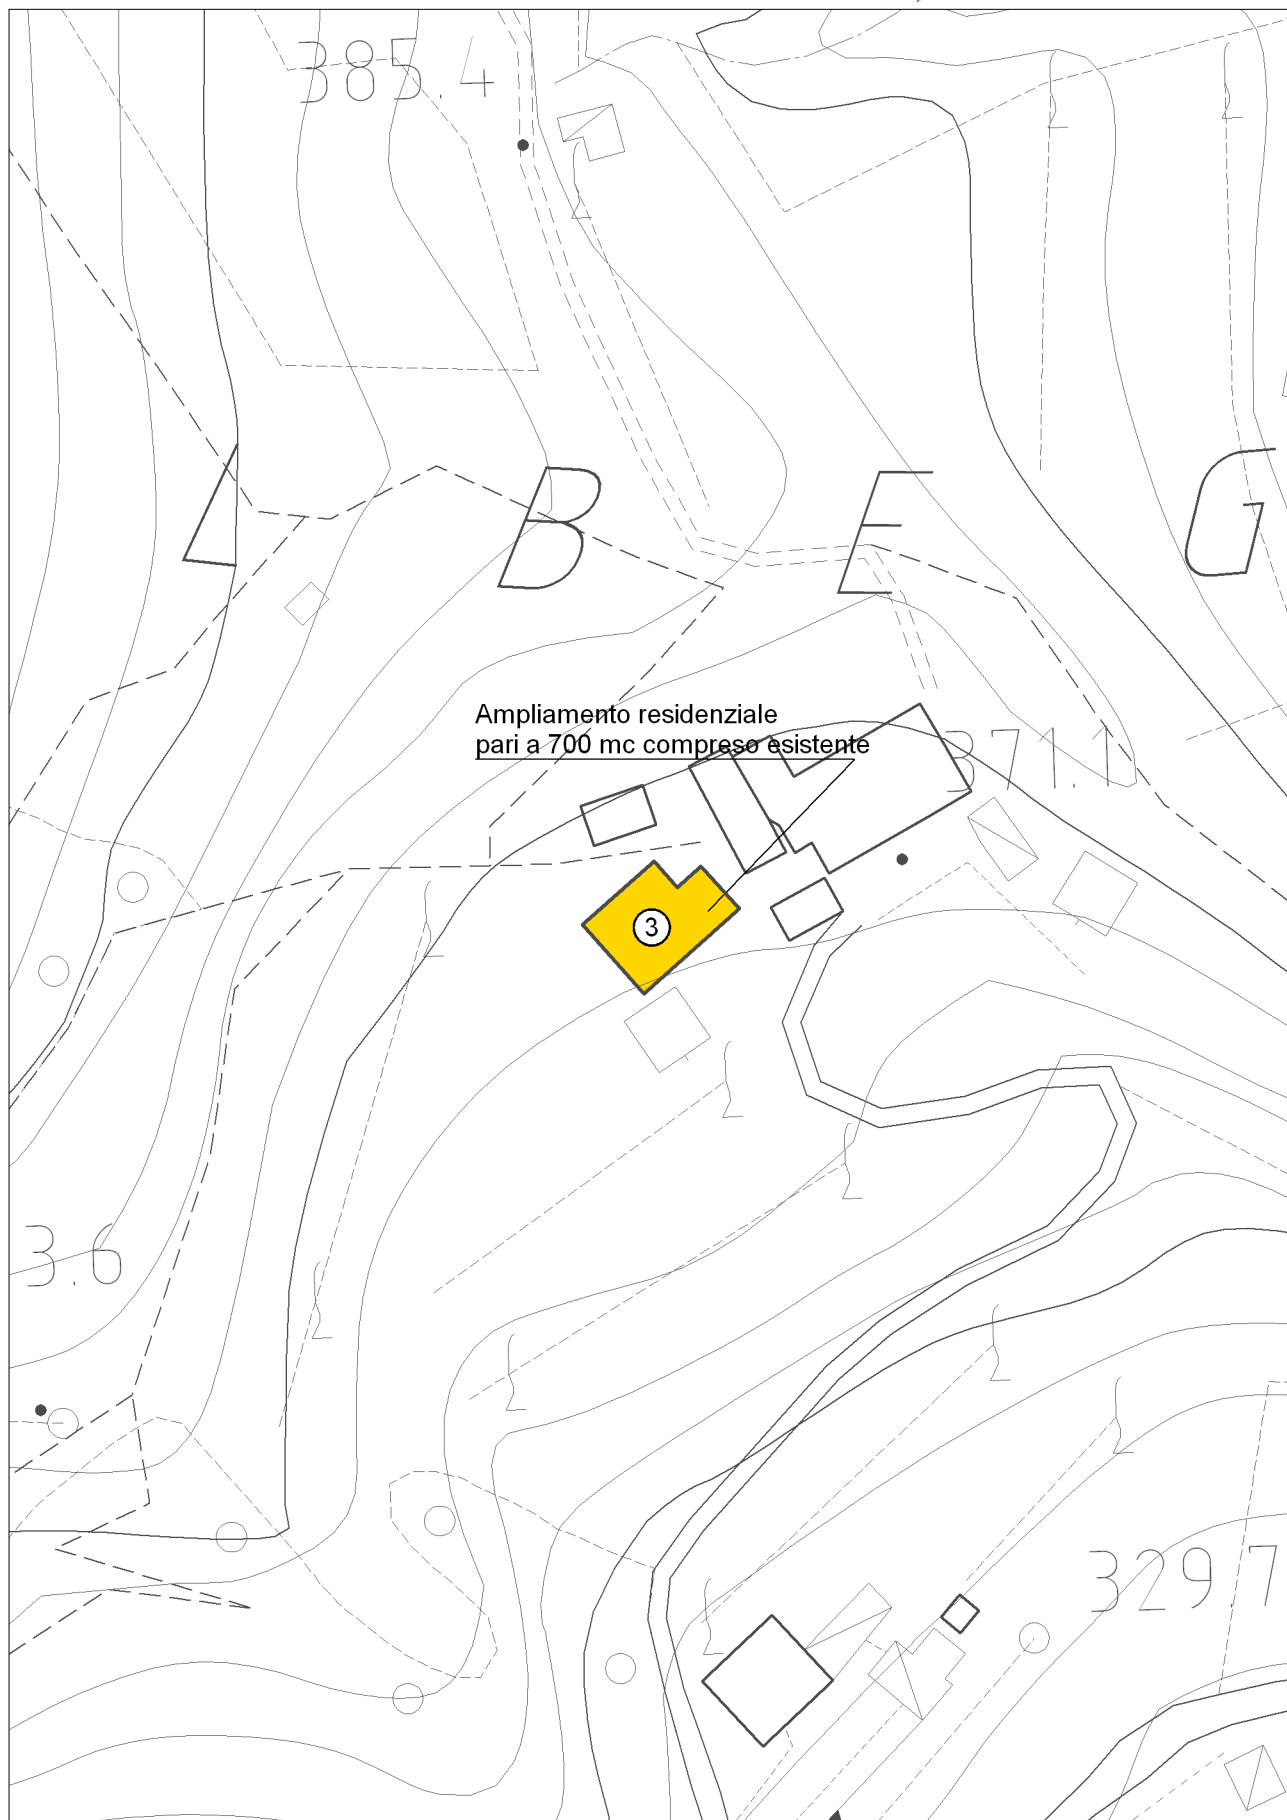 385.4
A B E G
Ampliamento residenziale
pari a 700 mc compreso esistente
371.1
3
3.6
329.7